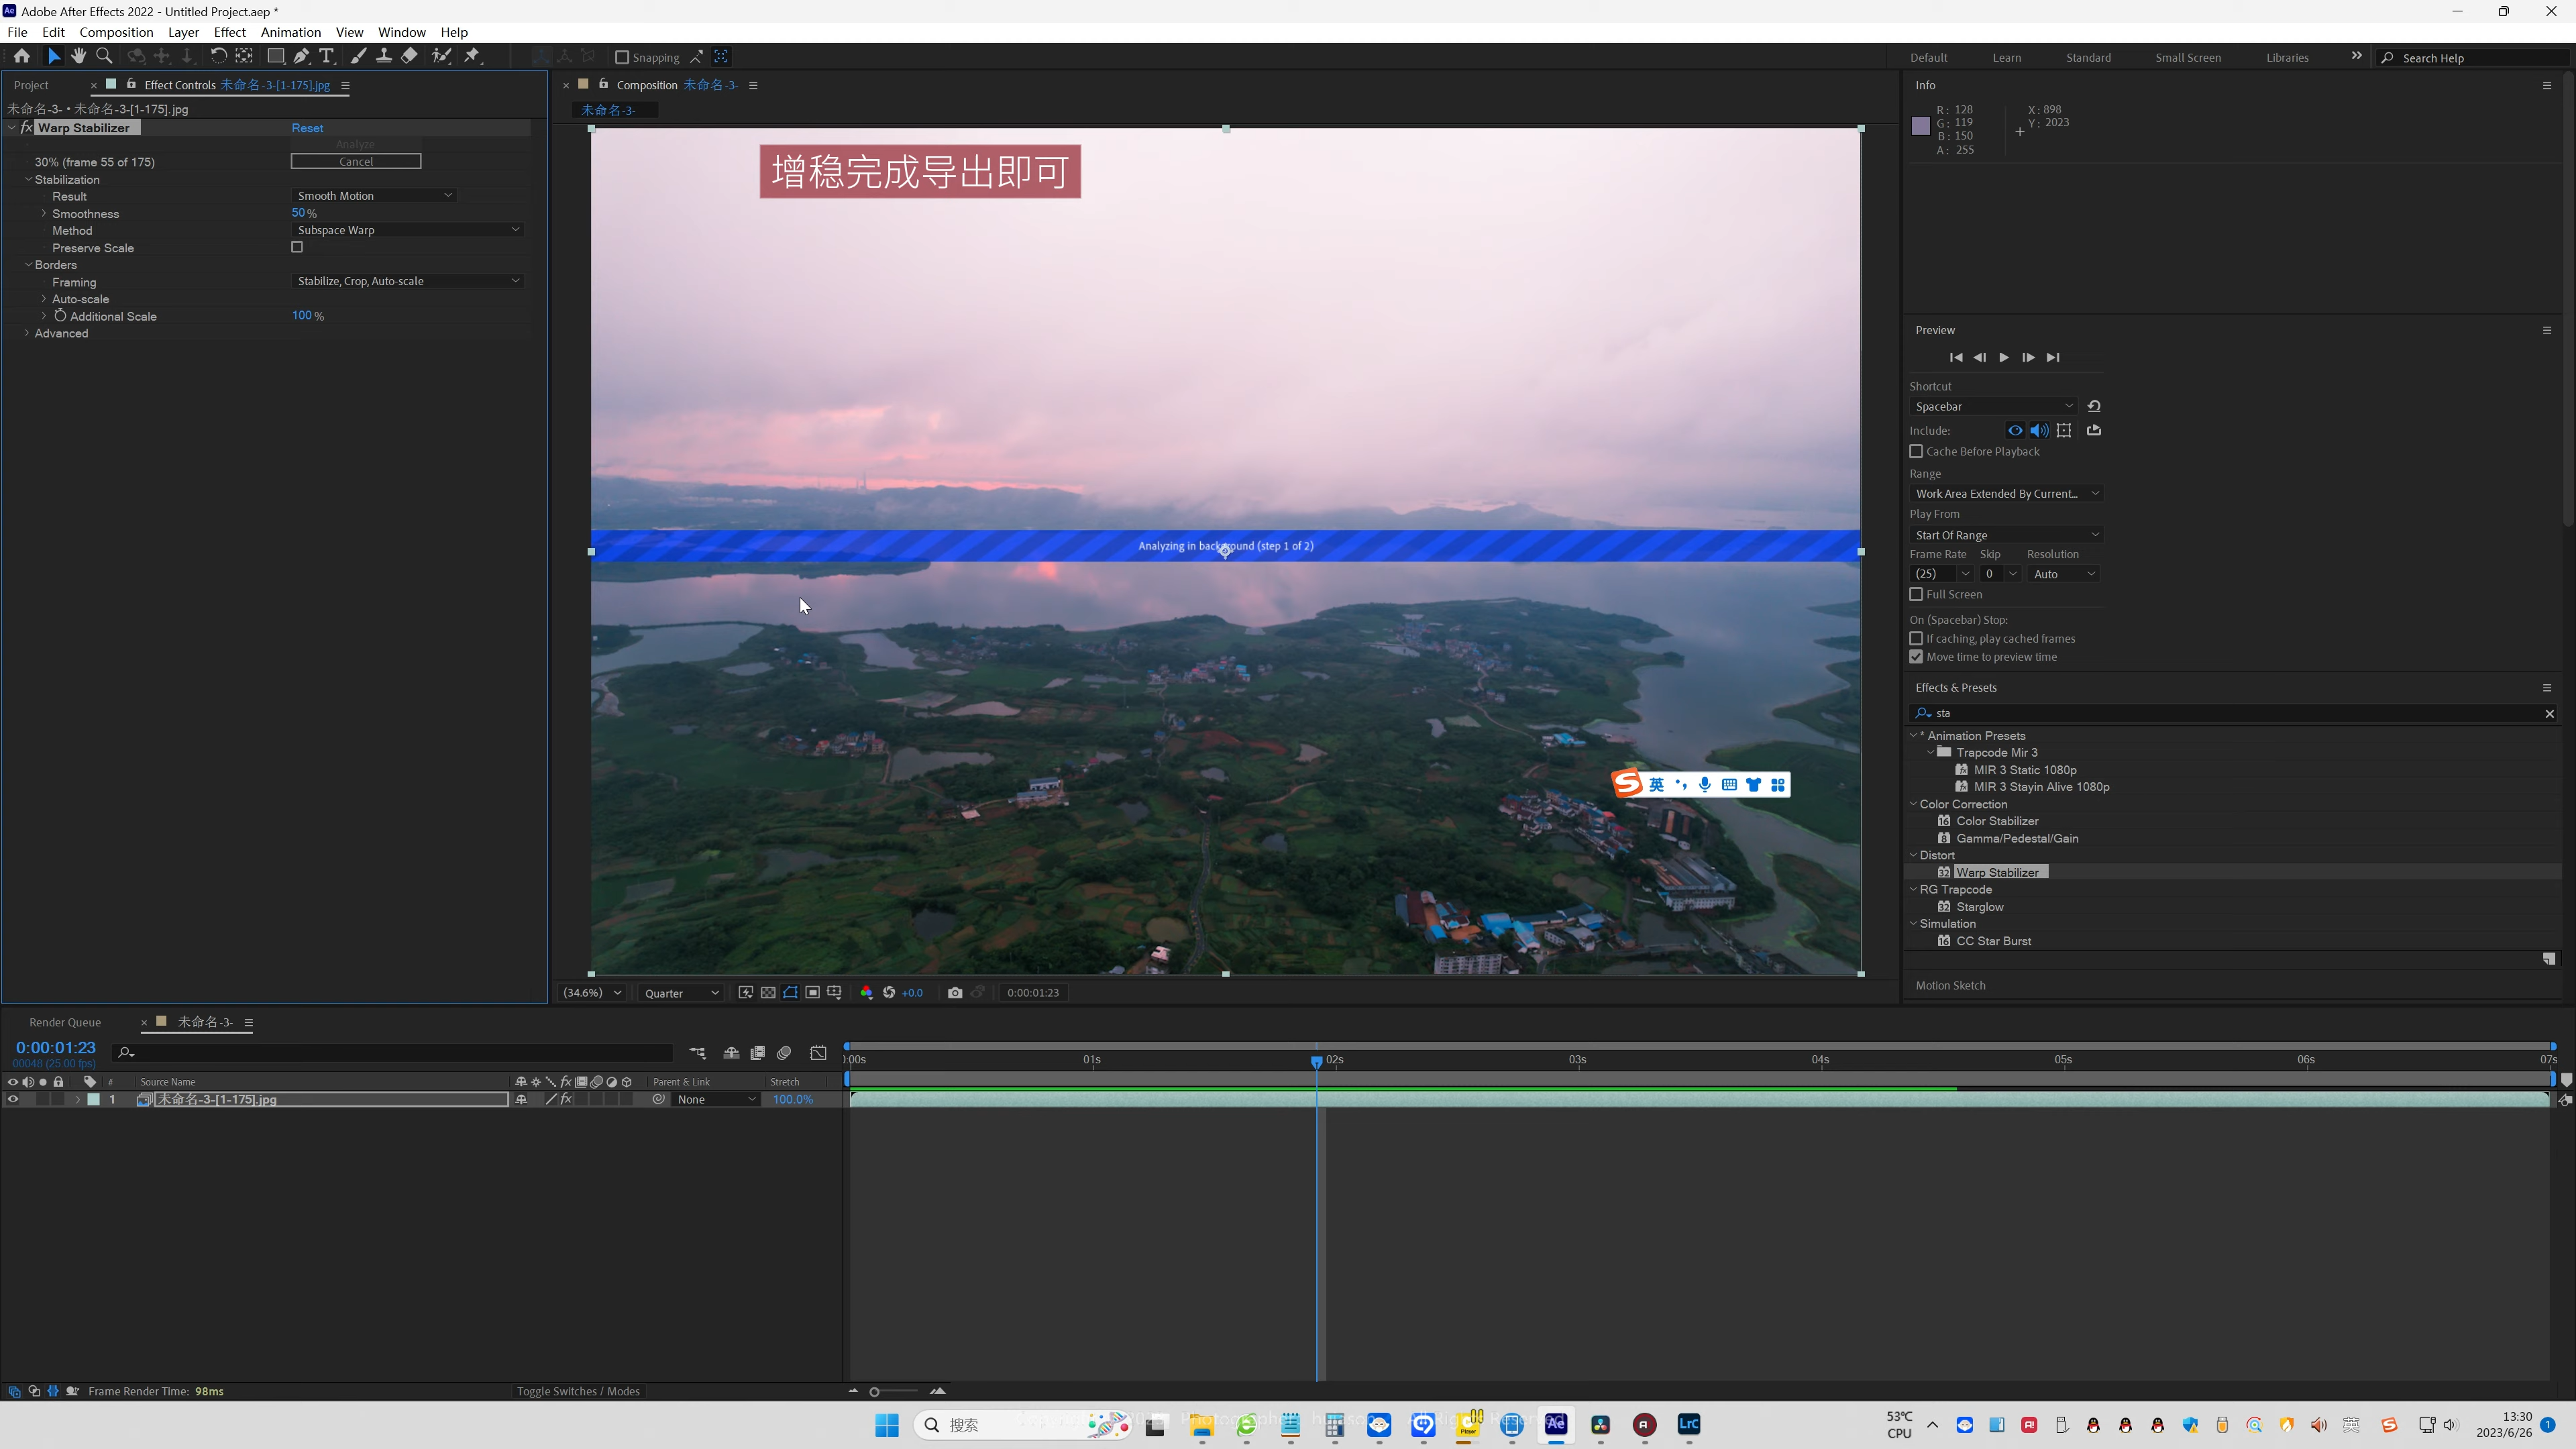 Adobe After Effects 2022 - Untitled Project.aep *
File Edit Composition Layer Effect Animation View Window Help
Snapping
Default Learn Standard Small Screen Libraries
Search Help
Project
Effect Controls 未命名-3-[1-175].jpg
未命名-3- • 未命名-3-[1-175].jpg
fx Warp Stabilizer Reset
Analyze
30% (frame 55 of 175) Cancel
Stabilization
Result Smooth Motion
Smoothness 50 %
Method Subspace Warp
Preserve Scale
Borders
Framing Stabilize, Crop, Auto-scale
Auto-scale
Additional Scale 100 %
Advanced
Composition 未命名-3-
未命名-3-
增稳完成导出即可
Analyzing in background (step 1 of 2)
英
(34.6%) Quarter +0.0 0:00:01:23
Info
R: 128
G: 119
B: 150
A: 255
X: 898
Y: 2023
Preview
Shortcut
Spacebar
Include:
Cache Before Playback
Range
Work Area Extended By Current...
Play From
Start Of Range
Frame Rate Skip Resolution
(25) 0 Auto
Full Screen
On (Spacebar) Stop:
If caching, play cached frames
Move time to preview time
Effects & Presets
sta
* Animation Presets
Trapcode Mir 3
MIR 3 Static 1080p
MIR 3 Stayin Alive 1080p
Color Correction
Color Stabilizer
Gamma/Pedestal/Gain
Distort
Warp Stabilizer
RG Trapcode
Starglow
Simulation
CC Star Burst
Motion Sketch
Render Queue 未命名-3-
0:00:01:23
00048 (25.00 fps)
# Source Name Parent & Link Stretch
1 未命名-3-[1-175].jpg None 100.0%
):00s 01s 02s 03s 04s 05s 06s 07s
Frame Render Time: 98ms
Toggle Switches / Modes
搜索
Ae
LrC
53℃
CPU
英
13:30
2023/6/26
1